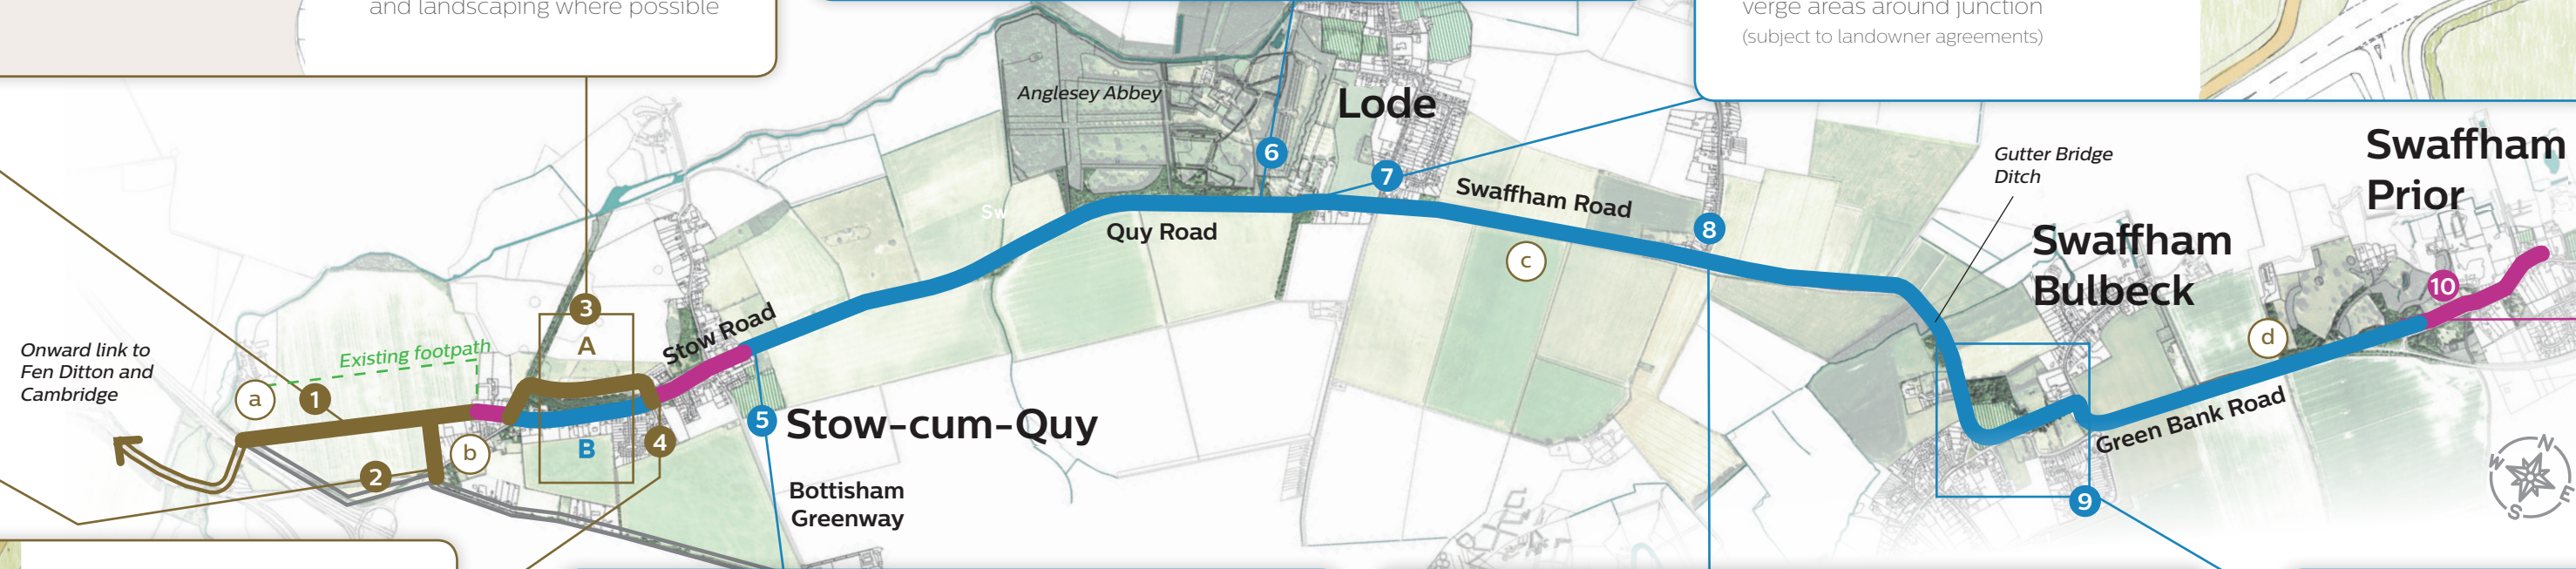 and landscaping where possible
verge areas around junction
(subject to landowner agreements)
Anglesey Abbey
Lode
Gutter Bridge
Ditch
Swaffham
Prior
6
7
Swaffham Road
Sw
Quy Road
8
c
Swaffham
Bulbeck
10
3
A
Stow Road
d
Onward link to
Fen Ditton and
Cambridge
Existing footpath
a
1
5
Stow-cum-Quy
b
B
4
2
Green Bank Road
Bottisham
Greenway
9
N
W
E
S